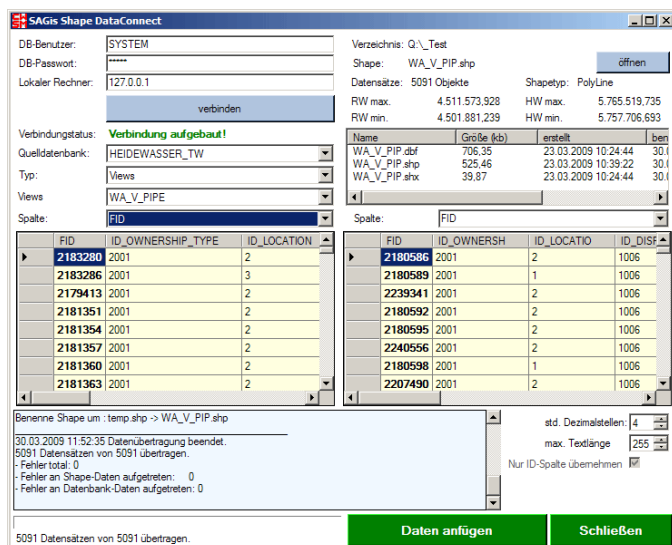 SAGis Shape DataConnect
DB-Benutzer: SYSTEM
DB-Passwort: *****
Lokaler Rechner: 127.0.0.1
verbinden
Verbindungstatus: Verbindung aufgebaut!
Quelldatenbank: HEIDEWASSER_TW
Typ: Views
Views WA_V_PIPE
Spalte: FID
Verzeichnis: Q:\_Test
Shape: WA_V_PIP.shp
öffnen
Datensätze: 5091 Objekte Shapetyp: PolyLine
RW max. 4.511.573,928 HW max. 5.765.519,735
RW min. 4.501.881,239 HW min. 5.757.706,693
Name Größe (kb) erstellt ben
WA_V_PIP.dbf 706,35 23.03.2009 10:24:44 30.0
WA_V_PIP.shp 525,46 23.03.2009 10:39:22 30.0
WA_V_PIP.shx 39,87 23.03.2009 10:24:44 30.0
Spalte: FID
FID ID_OWNERSHIP_TYPE ID_LOCATION
2183280 2001 2
2183286 2001 3
2179413 2001 2
2181351 2001 2
2181354 2001 2
2181357 2001 2
2181360 2001 2
2181363 2001 2
FID ID_OWNERSH ID_LOCATIO ID_DISF
2180586 2001 2 1006
2180589 2001 1 1006
2239341 2001 2 1006
2180592 2001 2 1006
2180595 2001 2 1006
2240556 2001 2 1006
2180598 2001 1 1006
2207490 2001 2 1006
Benenne Shape um : temp.shp -> WA_V_PIP.shp
30.03.2009 11:52:35 Datenübertragung beendet.
5091 Datensätzen von 5091 übertragen.
- Fehler total: 0
- Fehler an Shape-Daten aufgetreten: 0
- Fehler an Datenbank-Daten aufgetreten: 0
std. Dezimalstellen: 4
max. Textlänge 255
Nur ID-Spalte übernehmen
5091 Datensätzen von 5091 übertragen.
Daten anfügen
Schließen